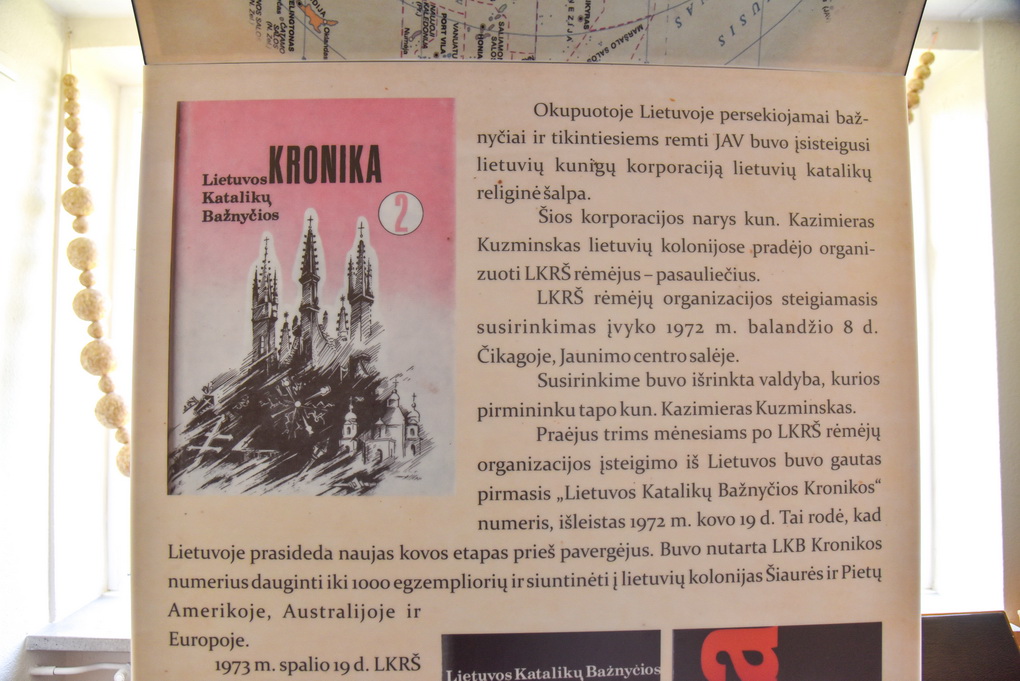 PORT VILA
VANUATU
HONIA
MARŠALO SALOS
Lietuvos KRONIKA
Katalikų
Bažnyčios
2
Okupuotoje Lietuvoje persekiojamai baž-
nyčiai ir tikintiesiems remti JAV buvo įsisteigusi
lietuvių kunigų korporaciją lietuvių katalikų
religinė šalpa.
Šios korporacijos narys kun. Kazimieras
Kuzminskas lietuvių kolonijose pradėjo organi-
zuoti LKRŠ rėmėjus – pasauliečius.
LKRŠ rėmėjų organizacijos steigiamasis
susirinkimas įvyko 1972 m. balandžio 8 d.
Čikagoje, Jaunimo centro salėje.
Susirinkime buvo išrinkta valdyba, kurios
pirmininku tapo kun. Kazimieras Kuzminskas.
Praėjus trims mėnesiams po LKRŠ rėmėjų
organizacijos įsteigimo iš Lietuvos buvo gautas
pirmasis „Lietuvos Katalikų Bažnyčios Kronikos“
numeris, išleistas 1972 m. kovo 19 d. Tai rodė, kad
Lietuvoje prasideda naujas kovos etapas prieš pavergėjus. Buvo nutarta LKB Kronikos
numerius dauginti iki 1000 egzempliorių ir siuntinėti į lietuvių kolonijas Šiaurės ir Pietų
Amerikoje, Australijoje ir
Europoje.
1973 m. spalio 19 d. LKRŠ
Lietuvos Katalikų Bažnyčios
a